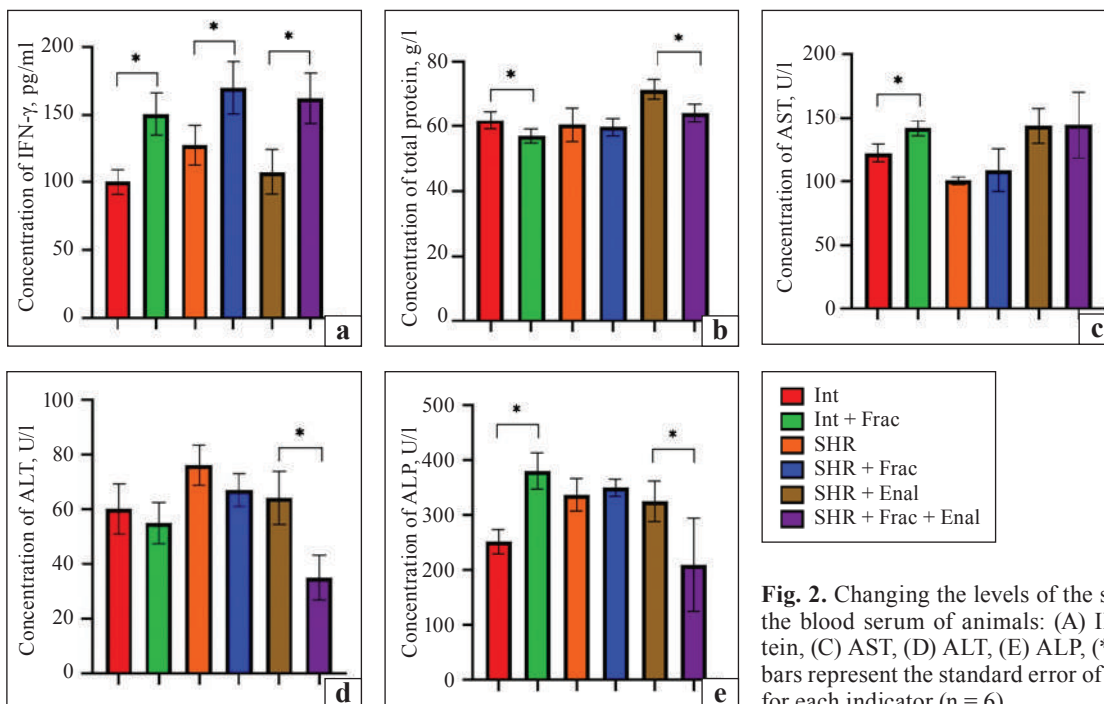 Concentration of IFN-γ, pg/ml
200
150
100
50
0
*
*
*
a
Concentration of total protein, g/l
80
60
40
20
0
*
*
b
Concentration of AST, U/l
200
150
100
50
0
*
c
Concentration of ALT, U/l
100
80
60
40
20
0
*
d
Concentration of ALP, U/l
500
400
300
200
100
0
*
*
e
Int
Int + Frac
SHR
SHR + Frac
SHR + Enal
SHR + Frac + Enal
Fig. 2. Changing the levels of the
the blood serum of animals: (A)
tein, (C) AST, (D) ALT, (E) ALP, (*
bars represent the standard error of
for each indicator (n = 6)